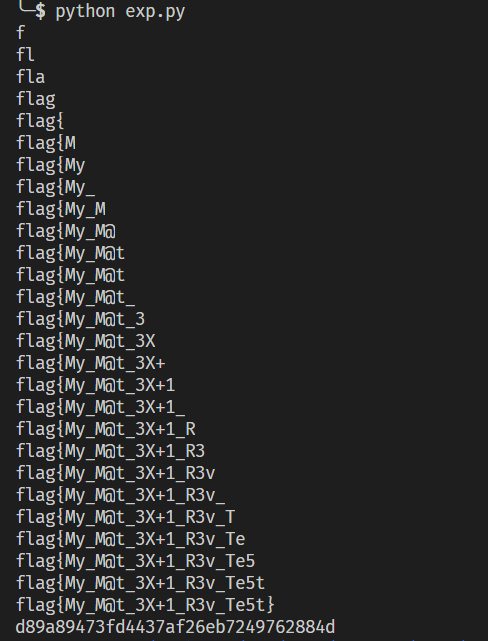 ╰─$ python exp.py
f
fl
fla
flag
flag{
flag{M
flag{My
flag{My_
flag{My_M
flag{My_M@
flag{My_M@t
flag{My_M@t
flag{My_M@t_
flag{My_M@t_3
flag{My_M@t_3X
flag{My_M@t_3X+
flag{My_M@t_3X+1
flag{My_M@t_3X+1_
flag{My_M@t_3X+1_R
flag{My_M@t_3X+1_R3
flag{My_M@t_3X+1_R3v
flag{My_M@t_3X+1_R3v_
flag{My_M@t_3X+1_R3v_T
flag{My_M@t_3X+1_R3v_Te
flag{My_M@t_3X+1_R3v_Te5
flag{My_M@t_3X+1_R3v_Te5t
flag{My_M@t_3X+1_R3v_Te5t}
d89a89473fd4437af26eb7249762884d